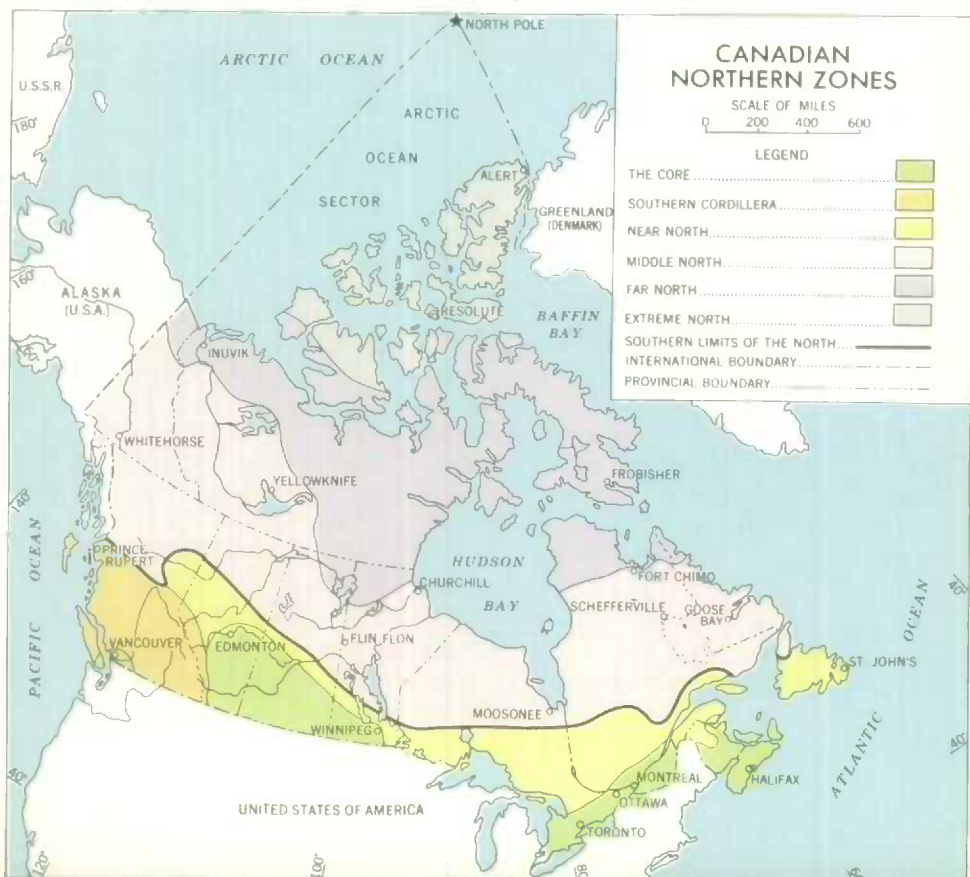 NORTH POLE
ARCTIC OCEAN
U.S.S.R.
180°
ARCTIC
OCEAN
SECTOR
ALERT
GREENLAND
(DENMARK)
CANADIAN
NORTHERN ZONES
SCALE OF MILES
0 200 400 600
LEGEND
THE CORE
SOUTHERN CORDILLERA
NEAR NORTH
MIDDLE NORTH
FAR NORTH
EXTREME NORTH
SOUTHERN LIMITS OF THE NORTH
INTERNATIONAL BOUNDARY
PROVINCIAL BOUNDARY
160°
ALASKA
(U.S.A.)
RESOLUTE
BAFFIN
BAY
INUVIK
WHITEHORSE
YELLOWKNIFE
FROBISHER
140°
PACIFIC OCEAN
PRINCE
RUPERT
HUDSON
BAY
CHURCHILL
FORT CHIMO
SCHEFFERVILLE
GOOSE
BAY
40°
VANCOUVER
EDMONTON
FLIN FLON
ST. JOHN'S
ATLANTIC OCEAN
WINNIPEG
MOOSONEE
40°
40°
MONTREAL
HALIFAX
OTTAWA
TORONTO
UNITED STATES OF AMERICA
120°
100°
80°